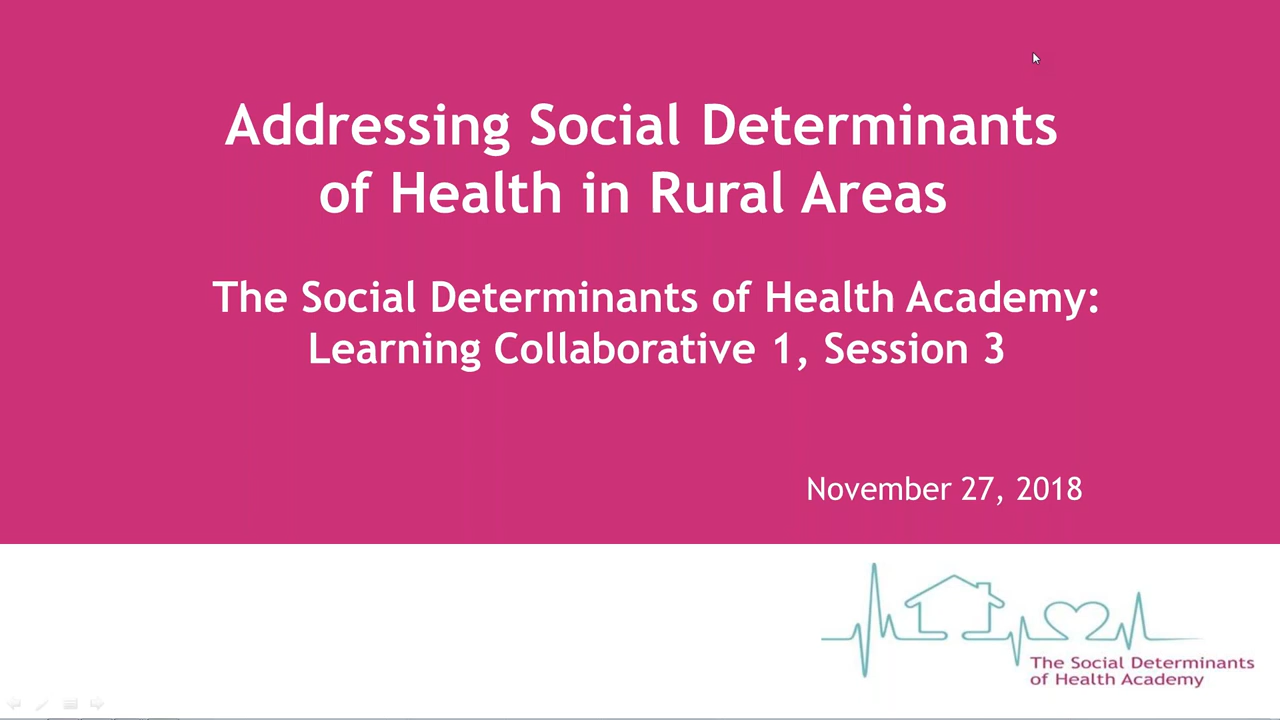 Addressing Social Determinants
of Health in Rural Areas
The Social Determinants of Health Academy:
Learning Collaborative 1, Session 3
November 27, 2018
The Social Determinants
of Health Academy